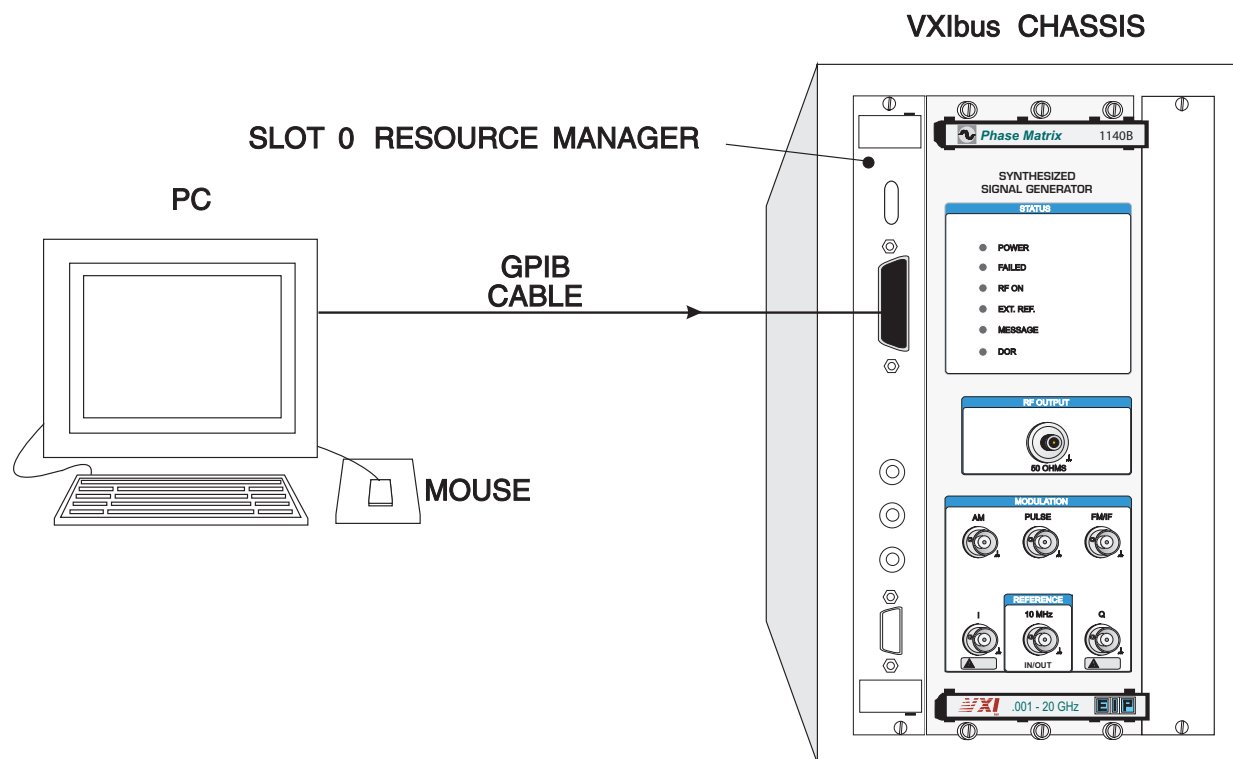 VXIbus CHASSIS
SLOT 0 RESOURCE MANAGER
PC
GPIB
CABLE
MOUSE
Phase Matrix 1140B
SYNTHESIZED
SIGNAL GENERATOR
STATUS
POWER
FAILED
RF ON
EXT. REF.
MESSAGE
DOR
RF OUTPUT
50 OHMS
MODULATION
AM PULSE FM/IF
REFERENCE
I 10 MHz Q
IN/OUT
VXI .001 - 20 GHz EIP